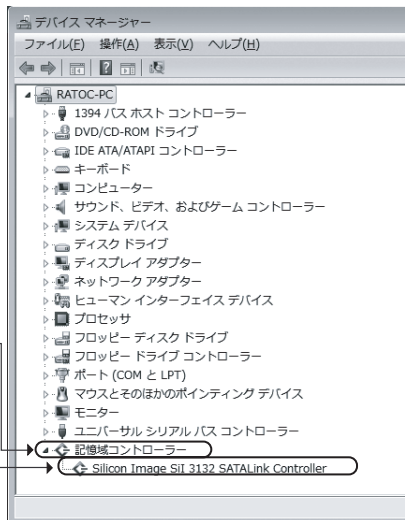 デバイス マネージャー
ファイル(F) 操作(A) 表示(V) ヘルプ(H)
RATOC-PC
1394 バス ホスト コントローラー
DVD/CD-ROM ドライブ
IDE ATA/ATAPI コントローラー
キーボード
コンピューター
サウンド、ビデオ、およびゲーム コントローラー
システム デバイス
ディスク ドライブ
ディスプレイ アダプター
ネットワーク アダプター
ヒューマン インターフェイス デバイス
プロセッサ
フロッピー ディスク ドライブ
フロッピー ドライブ コントローラー
ポート (COM と LPT)
マウスとそのほかのポインティング デバイス
モニター
ユニバーサル シリアル バス コントローラー
記憶域コントローラー
Silicon Image SiI 3132 SATALink Controller